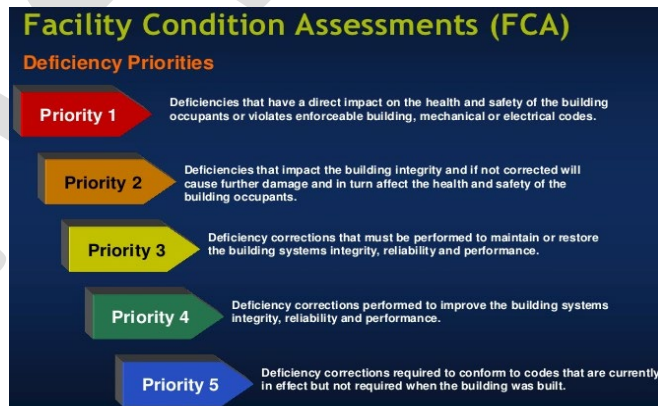 Facility Condition Assessments (FCA)
Deficiency Priorities
Priority 1
Deficiencies that have a direct impact on the health and safety of the building
occupants or violates enforceable building, mechanical or electrical codes.
Priority 2
Deficiencies that impact the building integrity and if not corrected will
cause further damage and in turn affect the health and safety of the
building occupants.
Priority 3
Deficiency corrections that must be performed to maintain or restore
the building systems integrity, reliability and performance.
Priority 4
Deficiency corrections performed to improve the building systems
integrity, reliability and performance.
Priority 5
Deficiency corrections required to conform to codes that are currently
in effect but not required when the building was built.